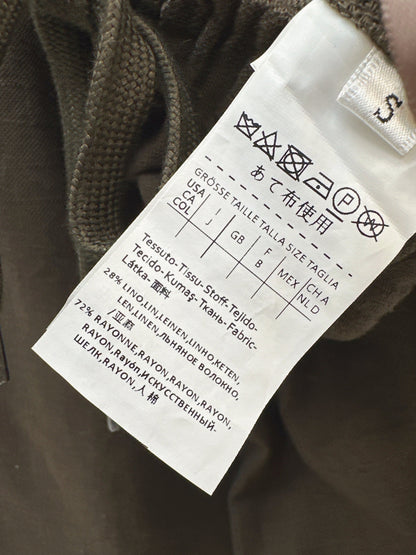 S
あて布使用
GRÖSSE TAILLE TALLA SIZE TAGLIA
USA
CA
COL
I
J
GB
F
B
MEX
CH A
NL D
Tessuto-Tissu-Stoff-Tejido-
Tecido-Kumaş-Ткань-Fabric-
Látka-面料
28% LINO,LIN,LEINEN,LINHO,KETEN,
LEN,LINEN,ЛЬНЯНОЕ ВОЛОКНО,
亚麻
72% RAYONNE,RAYON,RAYON,
RAYON,Rayón,ИСКУССТВЕННЫЙ
ШЕЛК,RAYON,人棉